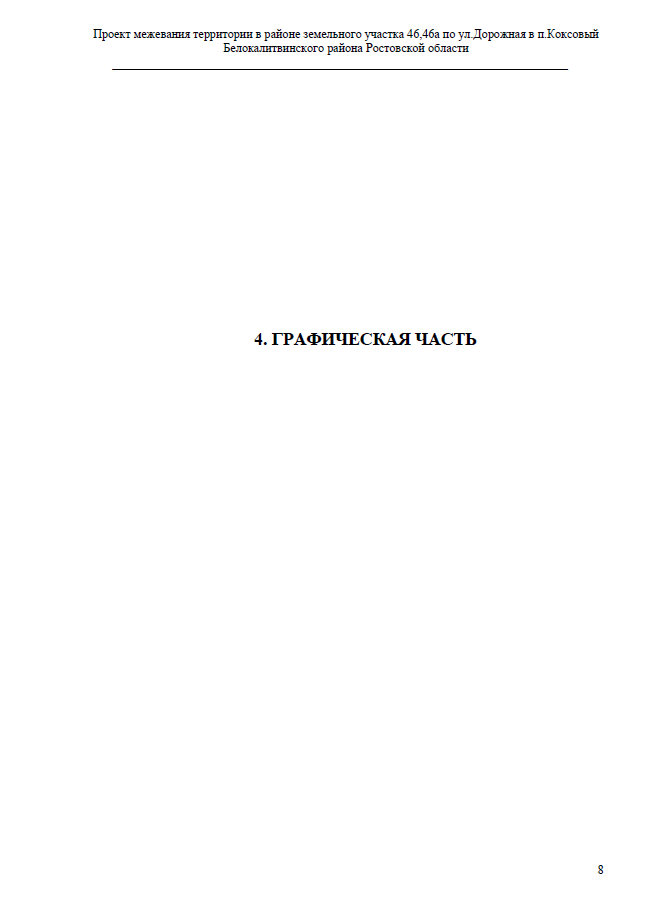 Проект межевания территории в районе земельного участка 46,46а по ул.Дорожная в п.Коксовый
Белокалитвинского района Ростовской области
4. ГРАФИЧЕСКАЯ ЧАСТЬ
8